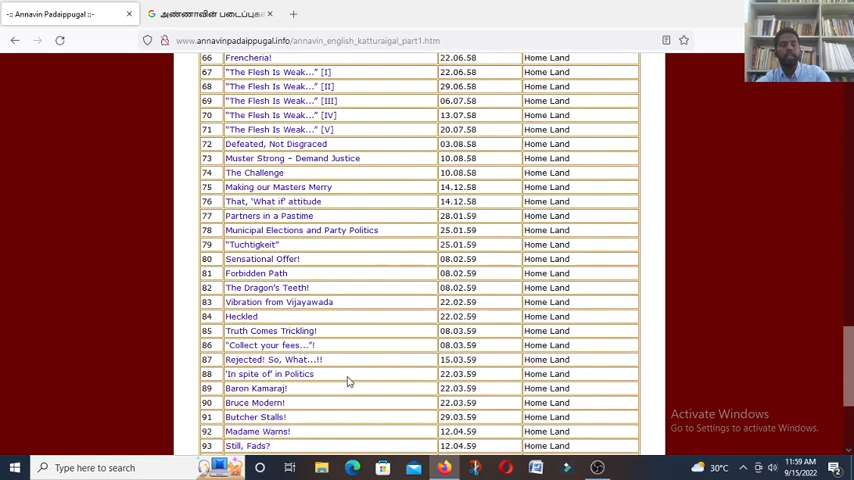 -:: Annavin Padaippugal ::-
அண்ணாவின் படைப்புக
www.annavinpadaippugal.info/annavin_english_katturaigal_part1.htm
66 Frencheria! 22.06.58 Home Land
67 "The Flesh Is Weak..." [I] 22.06.58 Home Land
68 "The Flesh Is Weak..." [II] 29.06.58 Home Land
69 "The Flesh Is Weak..." [III] 06.07.58 Home Land
70 "The Flesh Is Weak..." [IV] 13.07.58 Home Land
71 "The Flesh Is Weak..." [V] 20.07.58 Home Land
72 Defeated, Not Disgraced 03.08.58 Home Land
73 Muster Strong – Demand Justice 10.08.58 Home Land
74 The Challenge 10.08.58 Home Land
75 Making our Masters Merry 14.12.58 Home Land
76 That, 'What if' attitude 14.12.58 Home Land
77 Partners in a Pastime 28.01.59 Home Land
78 Municipal Elections and Party Politics 25.01.59 Home Land
79 "Tuchtigkeit" 25.01.59 Home Land
80 Sensational Offer! 08.02.59 Home Land
81 Forbidden Path 08.02.59 Home Land
82 The Dragon's Teeth! 08.02.59 Home Land
83 Vibration from Vijayawada 22.02.59 Home Land
84 Heckled 22.02.59 Home Land
85 Truth Comes Trickling! 08.03.59 Home Land
86 "Collect your fees..."! 08.03.59 Home Land
87 Rejected! So, What...!! 15.03.59 Home Land
88 'In spite of' in Politics 22.03.59 Home Land
89 Baron Kamaraj! 22.03.59 Home Land
90 Bruce Modern! 22.03.59 Home Land
91 Butcher Stalls! 29.03.59 Home Land
92 Madame Warns! 12.04.59 Home Land
93 Still, Fads? 12.04.59 Home Land
Activate Windows
Go to Settings to activate Windows.
Type here to search
30°C
11:59 AM
9/15/2022